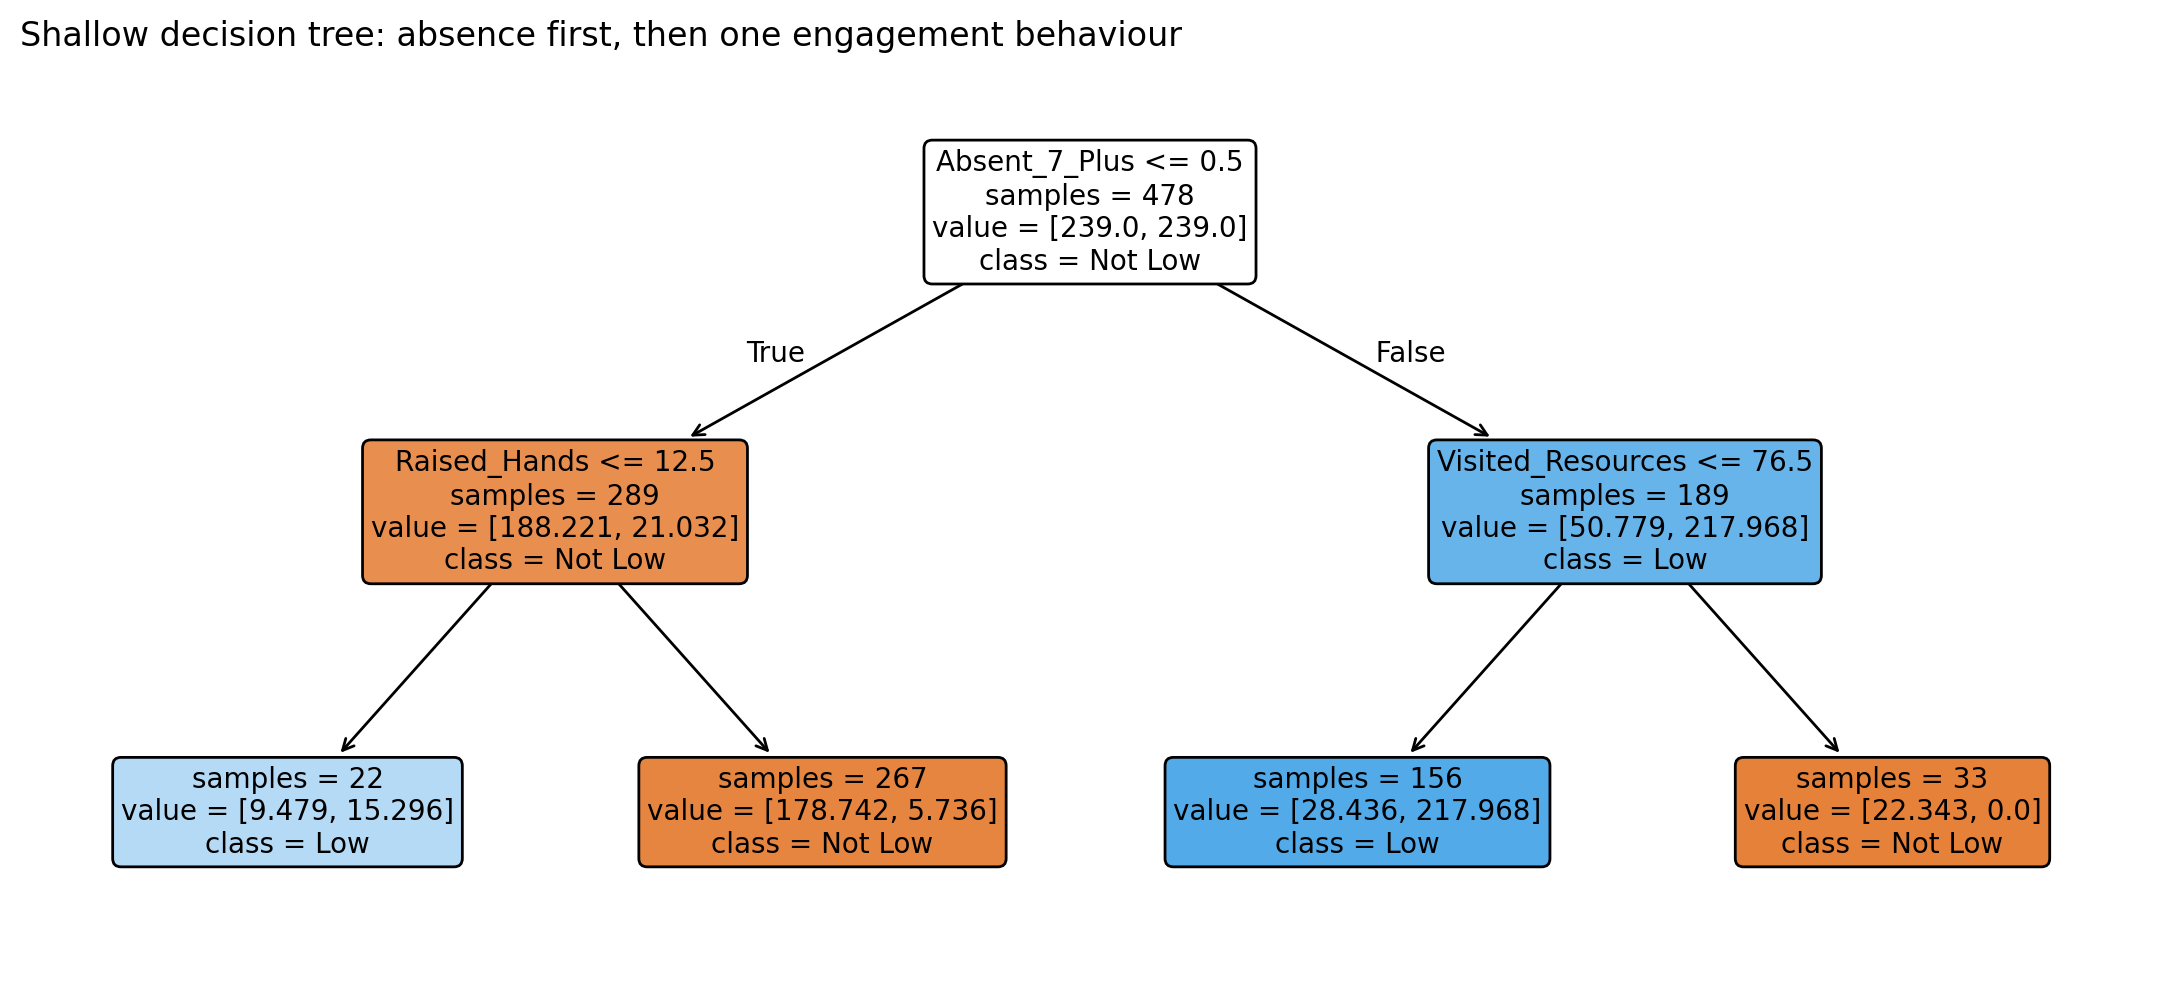 Shallow decision tree: absence first, then one engagement behaviour
Absent_7_Plus <= 0.5
samples = 478
value = [239.0, 239.0]
class = Not Low
True
False
Raised_Hands <= 12.5
samples = 289
value = [188.221, 21.032]
class = Not Low
Visited_Resources <= 76.5
samples = 189
value = [50.779, 217.968]
class = Low
samples = 22
value = [9.479, 15.296]
class = Low
samples = 267
value = [178.742, 5.736]
class = Not Low
samples = 156
value = [28.436, 217.968]
class = Low
samples = 33
value = [22.343, 0.0]
class = Not Low